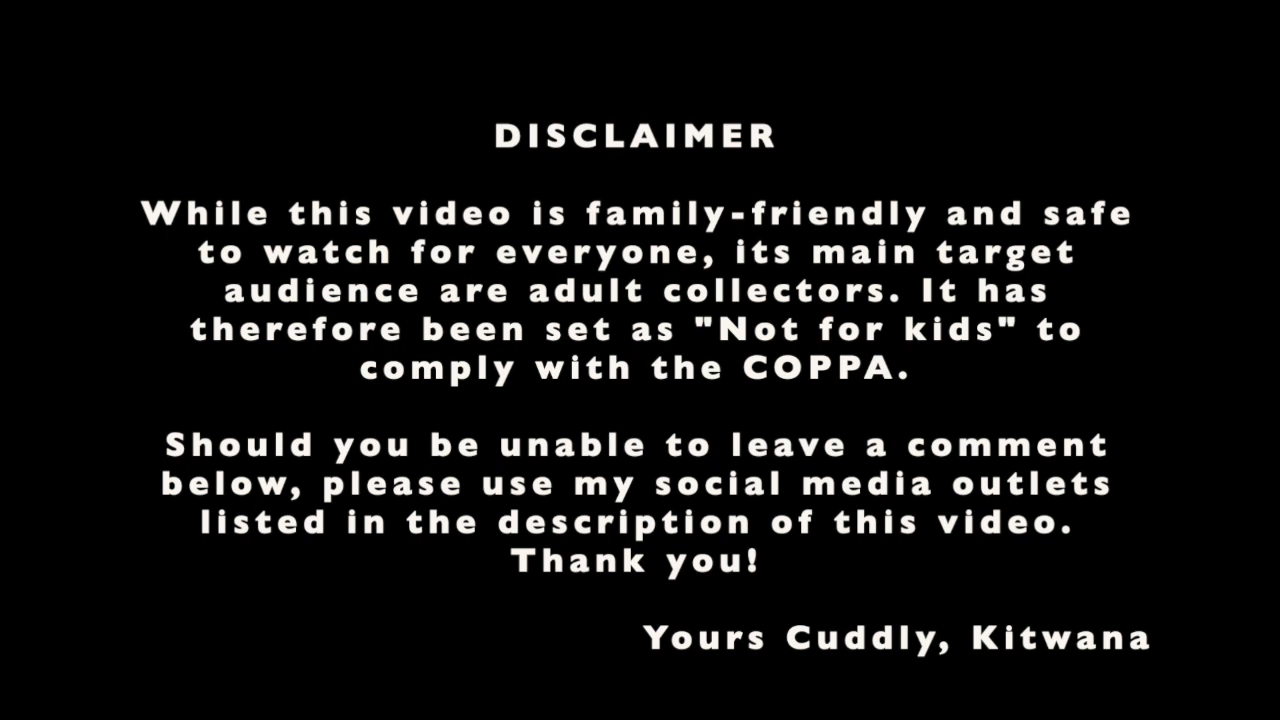 DISCLAIMER
While this video is family-friendly and safe
to watch for everyone, its main target
audience are adult collectors. It has
therefore been set as "Not for kids" to
comply with the COPPA.
Should you be unable to leave a comment
below, please use my social media outlets
listed in the description of this video.
Thank you!
Yours Cuddly, Kitwana